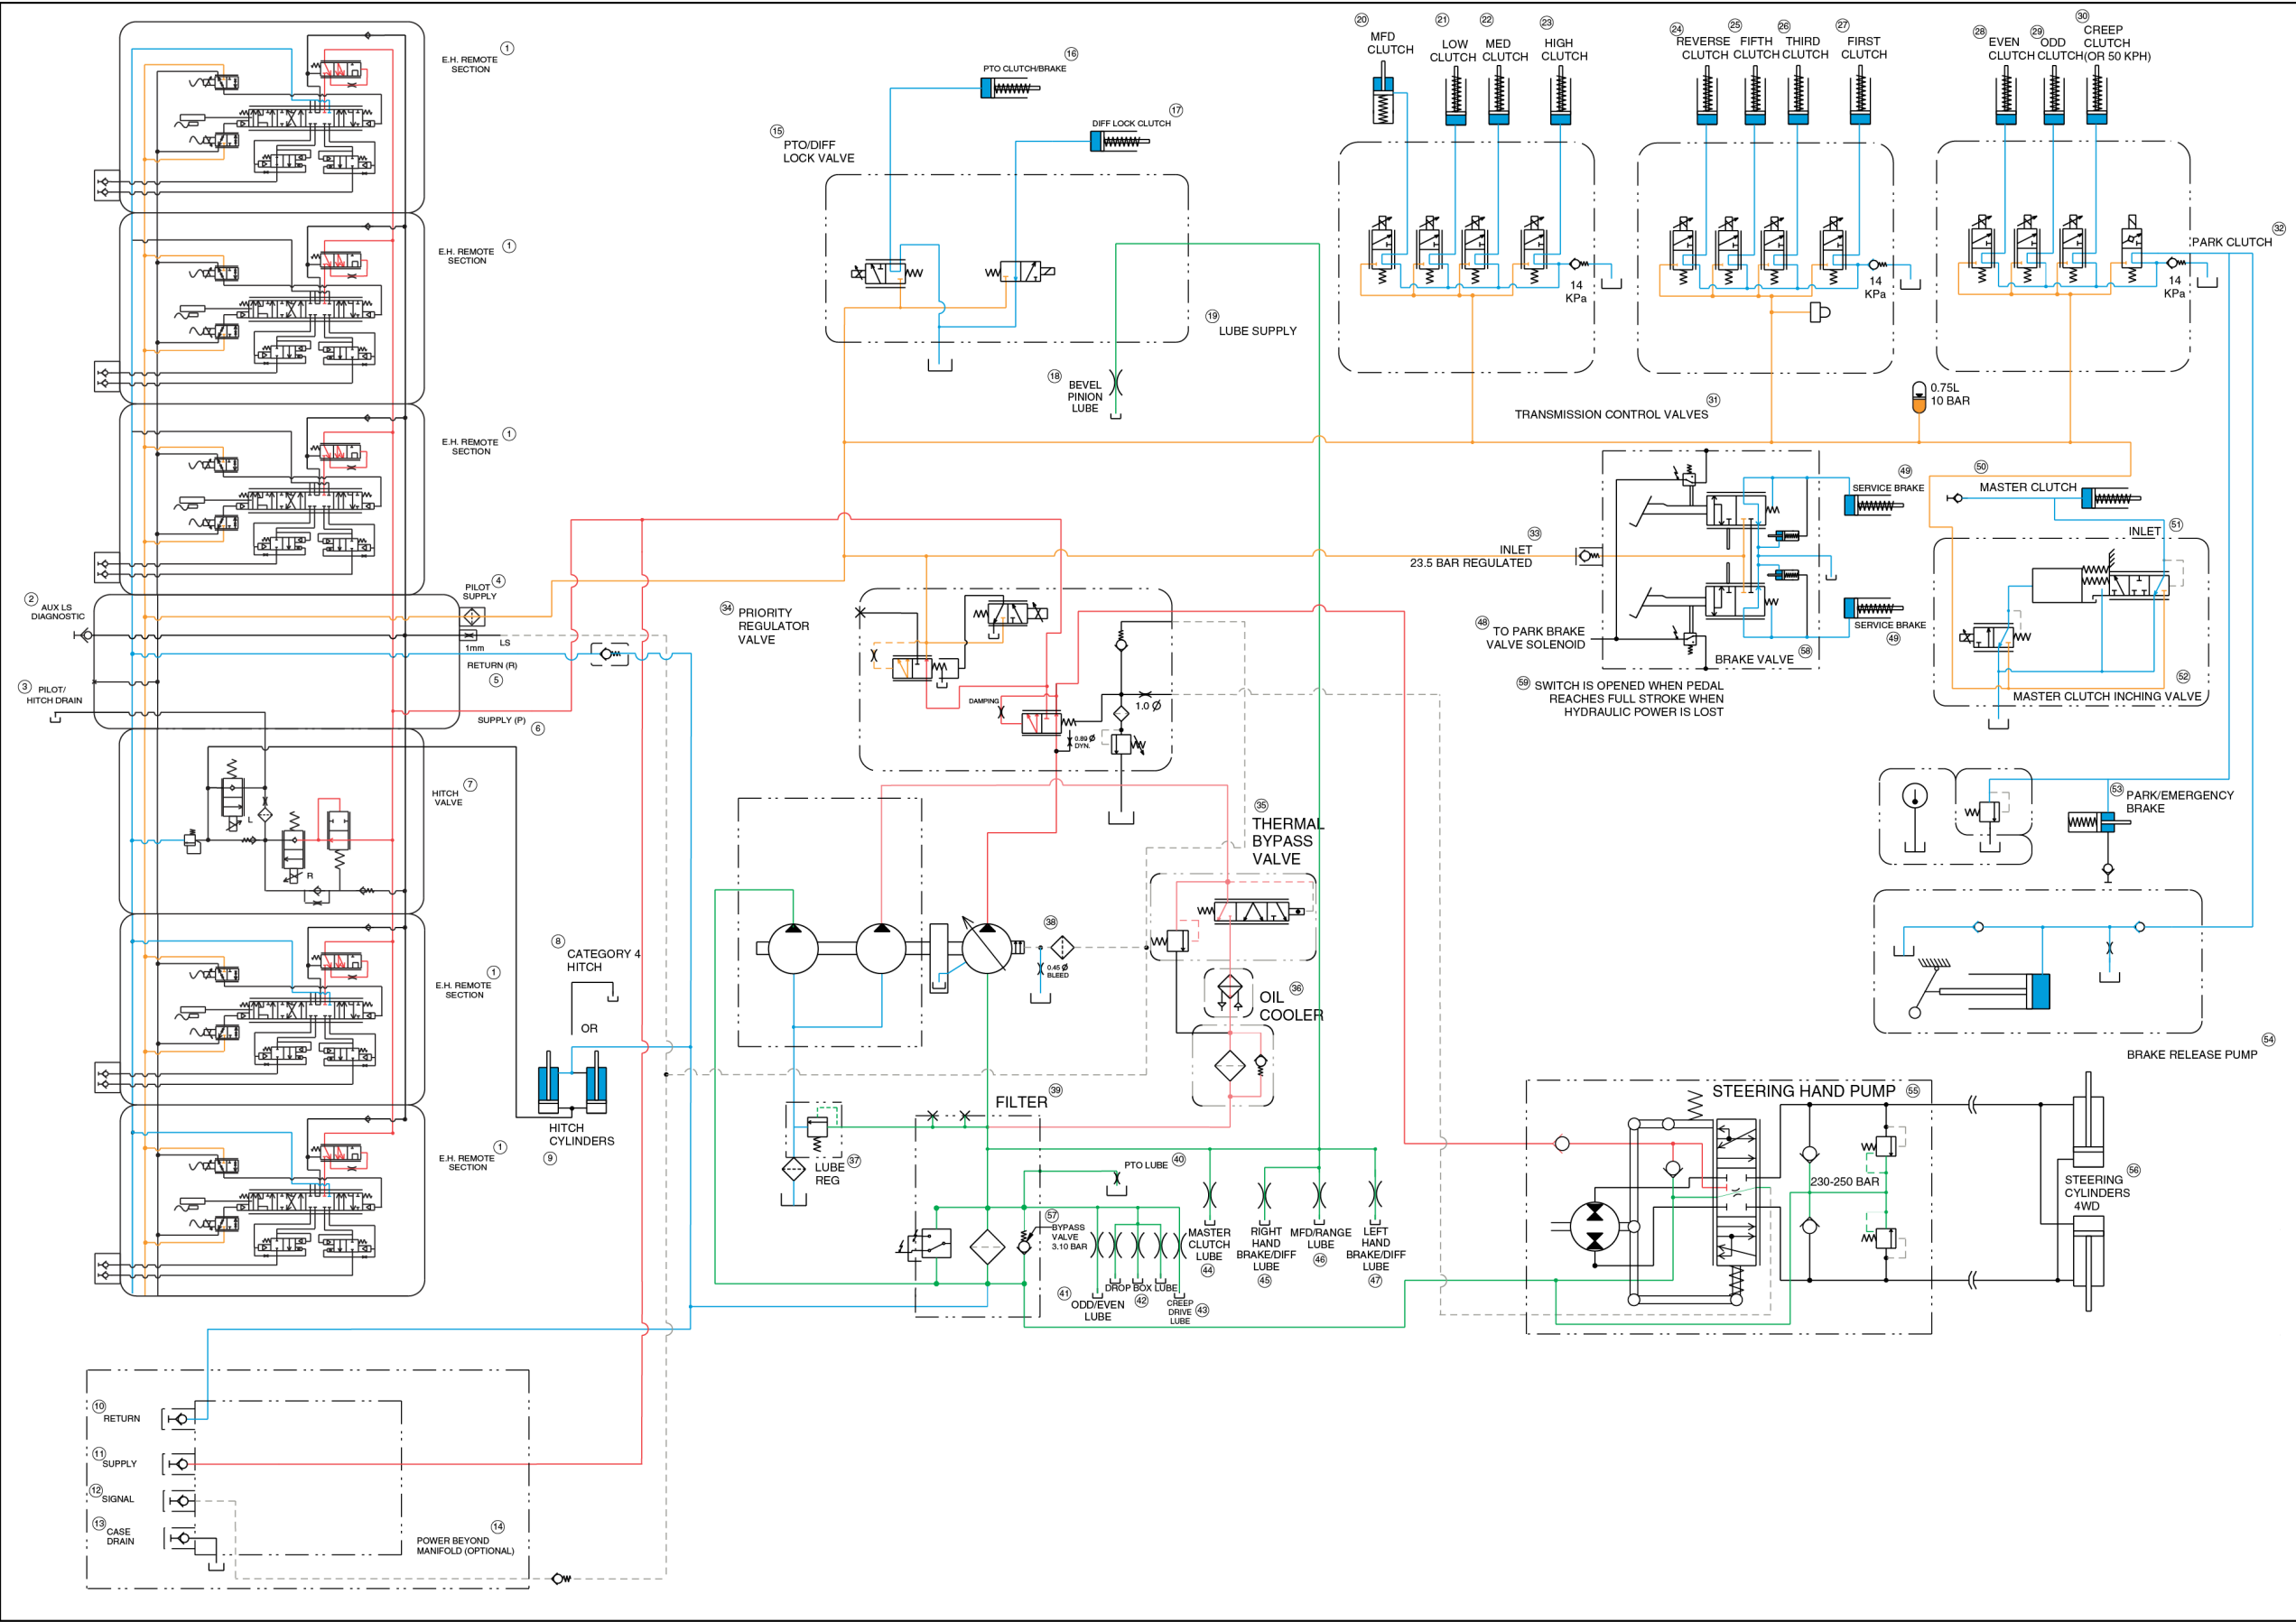 1
E.H. REMOTE
SECTION
1
E.H. REMOTE
SECTION
1
E.H. REMOTE
SECTION
2
AUX LS
DIAGNOSTIC
3
PILOT/
HITCH DRAIN
PILOT
SUPPLY
4
1mm
LS
RETURN (R)
5
SUPPLY (P)
6
7
HITCH
VALVE
L
R
1
E.H. REMOTE
SECTION
8
CATEGORY 4
HITCH
OR
HITCH
CYLINDERS
9
1
E.H. REMOTE
SECTION
10
RETURN
11
SUPPLY
12
SIGNAL
13
CASE
DRAIN
14
POWER BEYOND
MANIFOLD (OPTIONAL)
15
PTO/DIFF
LOCK VALVE
16
PTO CLUTCH/BRAKE
17
DIFF LOCK CLUTCH
18
BEVEL
PINION
LUBE
19
LUBE SUPPLY
20
MFD
CLUTCH
21
LOW
CLUTCH
22
MED
CLUTCH
23
HIGH
CLUTCH
14
KPa
24
REVERSE
CLUTCH
25
FIFTH
CLUTCH
26
THIRD
CLUTCH
27
FIRST
CLUTCH
14
KPa
28
EVEN
CLUTCH
29
ODD
CLUTCH
30
CREEP
CLUTCH
(OR 50 KPH)
14
KPa
32
PARK CLUTCH
0.75L
10 BAR
31
TRANSMISSION CONTROL VALVES
33
INLET
23.5 BAR REGULATED
49
SERVICE BRAKE
SERVICE BRAKE
49
48
TO PARK BRAKE
VALVE SOLENOID
BRAKE VALVE
58
59
SWITCH IS OPENED WHEN PEDAL
REACHES FULL STROKE WHEN
HYDRAULIC POWER IS LOST
50
MASTER CLUTCH
INLET
51
52
MASTER CLUTCH INCHING VALVE
34
PRIORITY
REGULATOR
VALVE
DAMPING
0.89 Ø
DYN.
1.0 Ø
35
THERMAL
BYPASS
VALVE
36
OIL
COOLER
38
0.45 Ø
BLEED
53
PARK/EMERGENCY
BRAKE
54
BRAKE RELEASE PUMP
37
LUBE
REG
39
FILTER
PTO LUBE
40
57
BYPASS
VALVE
3.10 BAR
41
ODD/EVEN
LUBE
DROP BOX LUBE
42
CREEP
DRIVE
LUBE
43
MASTER
CLUTCH
LUBE
44
RIGHT
HAND
BRAKE/DIFF
LUBE
45
MFD/RANGE
LUBE
46
LEFT
HAND
BRAKE/DIFF
LUBE
47
STEERING HAND PUMP
55
230-250 BAR
56
STEERING
CYLINDERS
4WD